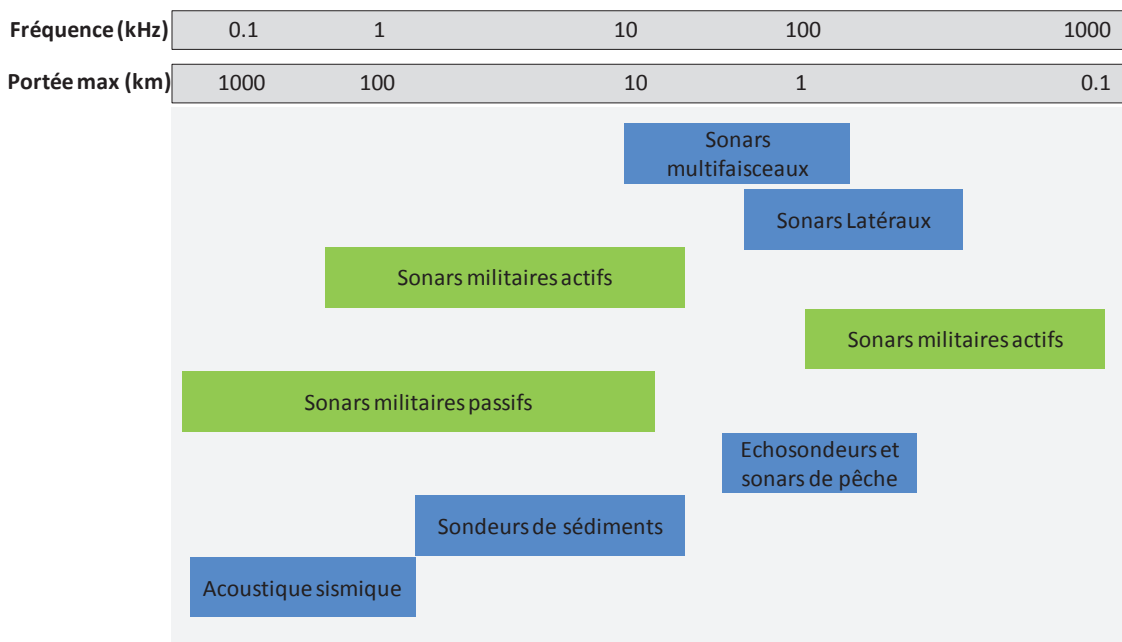 Fréquence (kHz) 0.1 1 10 100 1000
Portée max (km) 1000 100 10 1 0.1
Sonars
multifaisceaux
Sonars Latéraux
Sonars militaires actifs
Sonars militaires actifs
Sonars militaires passifs
Echosondeurs et
sonars de pêche
Sondeurs de sédiments
Acoustique sismique